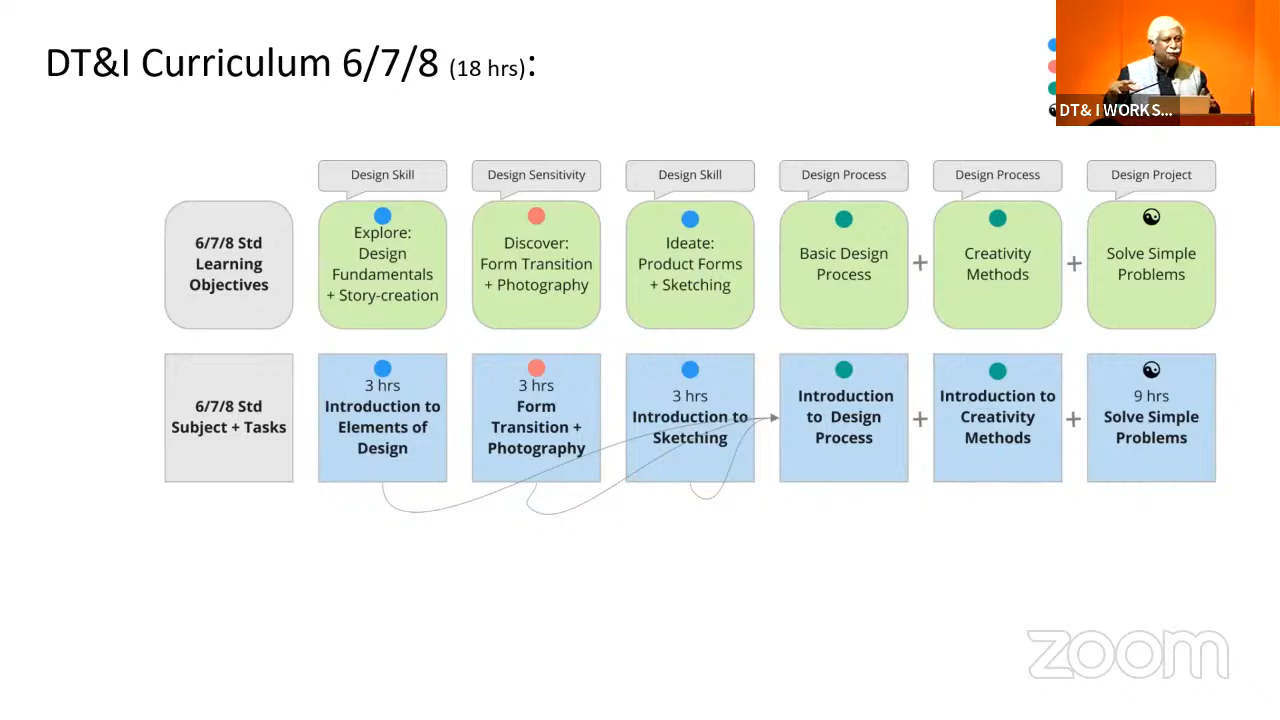 DT&I Curriculum 6/7/8 (18 hrs):
DT& I WORKS...
Design Skill
Design Sensitivity
Design Skill
Design Process
Design Process
Design Project
6/7/8 Std
Learning
Objectives
Explore:
Design
Fundamentals
+ Story-creation
Discover:
Form Transition
+ Photography
Ideate:
Product Forms
+ Sketching
Basic Design
Process
+
Creativity
Methods
+
Solve Simple
Problems
6/7/8 Std
Subject + Tasks
3 hrs
Introduction to
Elements of
Design
3 hrs
Form
Transition +
Photography
3 hrs
Introduction to
Sketching
Introduction
to Design
Process
+
Introduction to
Creativity
Methods
+
9 hrs
Solve Simple
Problems
zoom